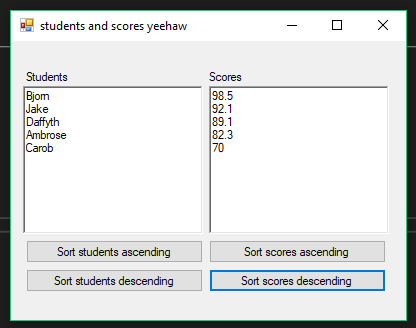 students and scores yeehaw
Students Scores
Bjorn 98.5
Jake 92.1
Daffyth 89.1
Ambrose 82.3
Carob 70
Sort students ascending Sort scores ascending
Sort students descending Sort scores descending